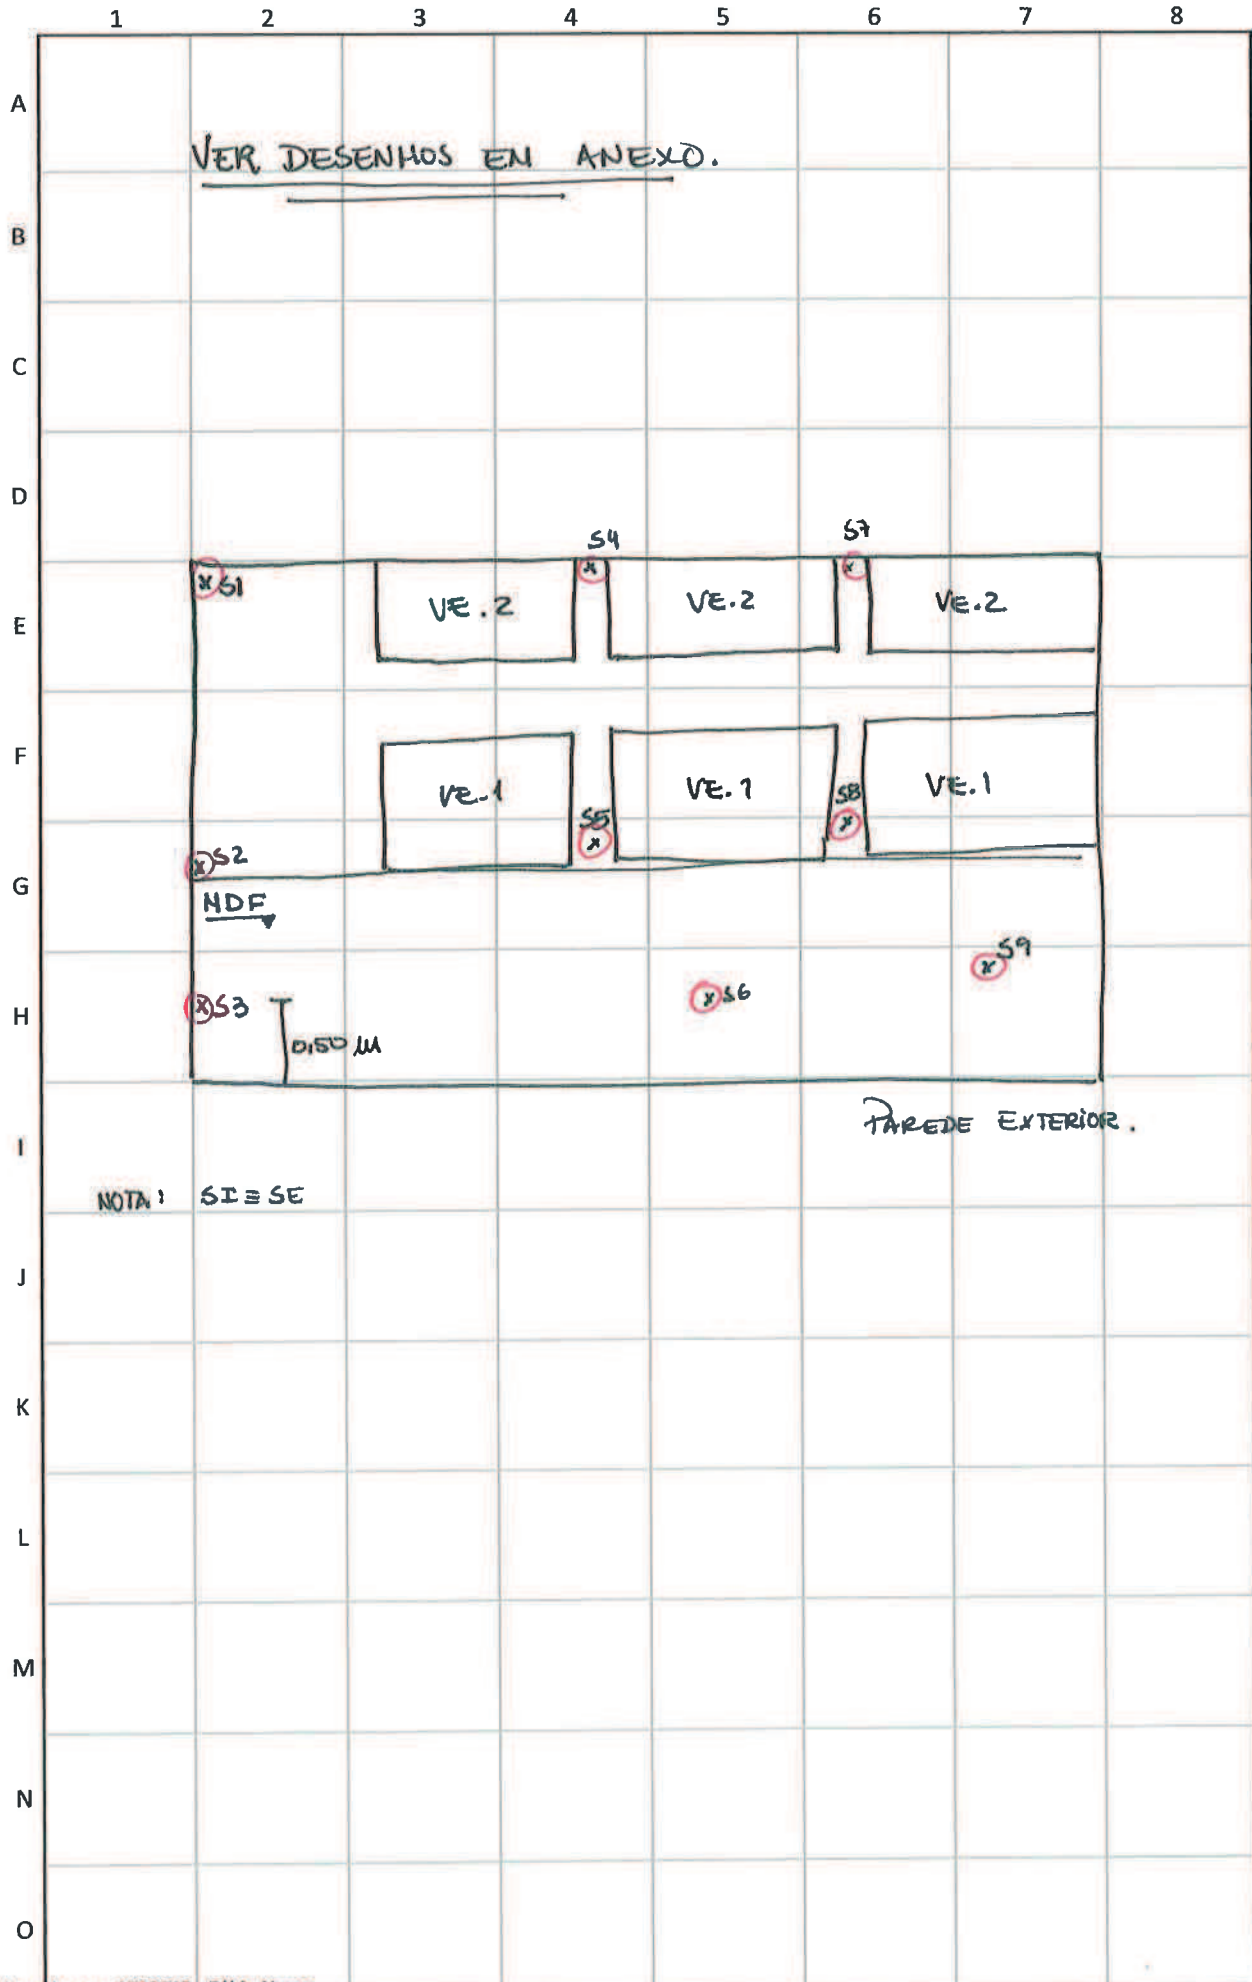 1 2 3 4 5 6 7 8
A
VER DESENHOS EM ANEXO.
B
C
D
S4 S7
S1
VE.2 VE.2 VE.2
E
F
VE.1 VE.1 VE.1
S5 S8
S2
G
MDF
S9
S6
H
S3
0,50 m
PAREDE EXTERIOR.
I
NOTA: SI ≡ SE
J
K
L
M
N
O